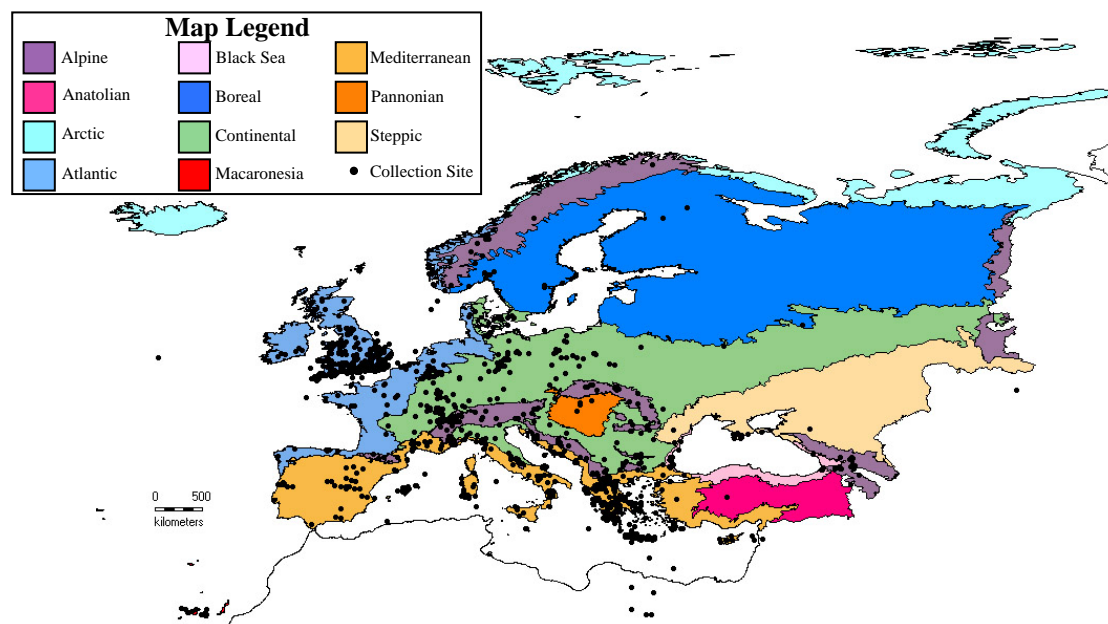 Map Legend
Alpine
Anatolian
Arctic
Atlantic
Black Sea
Boreal
Continental
Macaronesia
Mediterranean
Pannonian
Steppic
Collection Site
0 500
kilometers